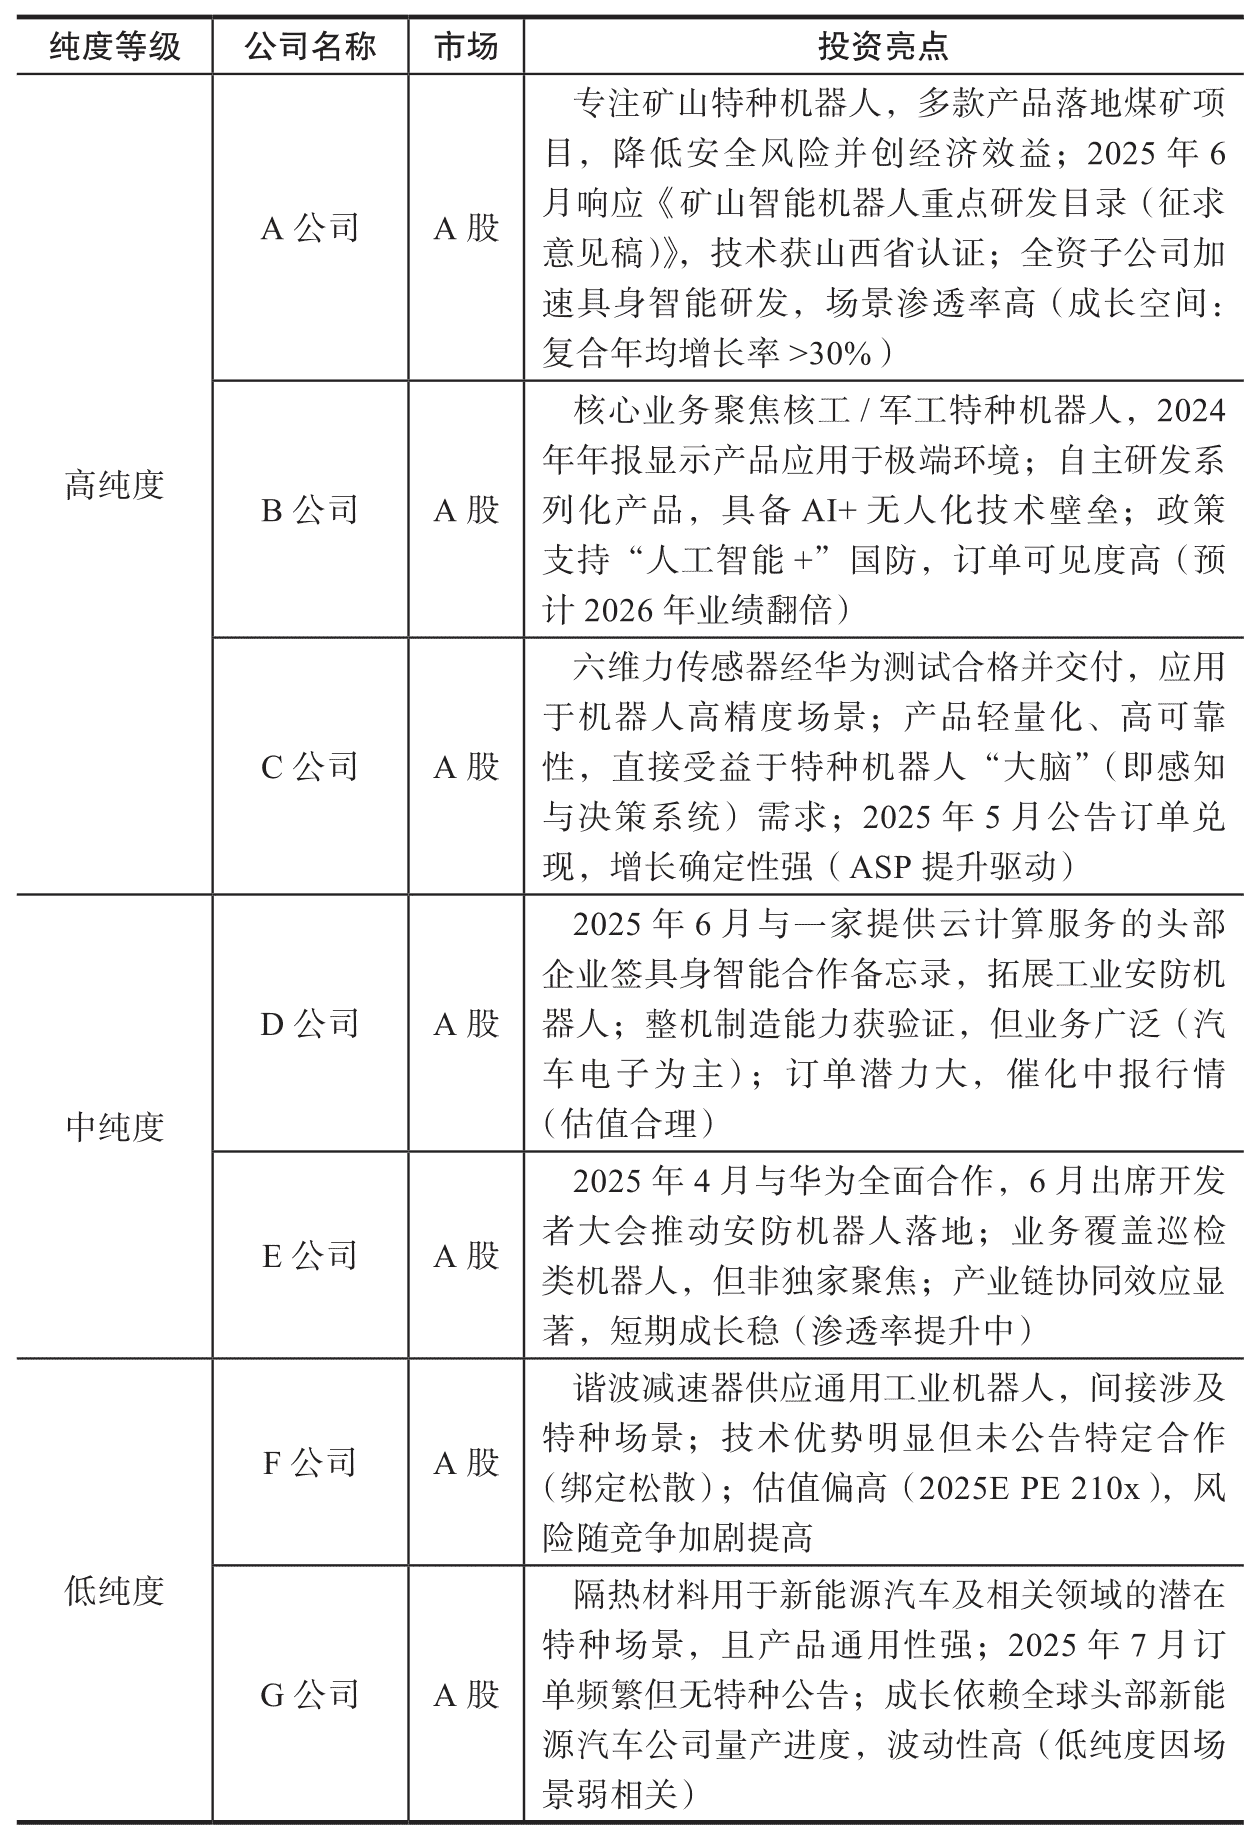 纯度等级 公司名称 市场 投资亮点
高纯度
A 公司 A 股
专注矿山特种机器人，多款产品落地煤矿项
目，降低安全风险并创经济效益；2025 年 6
月响应《矿山智能机器人重点研发目录（征求
意见稿）》，技术获山西省认证；全资子公司加
速具身智能研发，场景渗透率高（成长空间：
复合年均增长率 >30%）
B 公司 A 股
核心业务聚焦核工 / 军工特种机器人，2024
年年报显示产品应用于极端环境；自主研发系
列化产品，具备 AI+ 无人化技术壁垒；政策
支持“人工智能 +”国防，订单可见度高（预
计 2026 年业绩翻倍）
C 公司 A 股
六维力传感器经华为测试合格并交付，应用
于机器人高精度场景；产品轻量化、高可靠
性，直接受益于特种机器人“大脑”（即感知
与决策系统）需求；2025 年 5 月公告订单兑
现，增长确定性强（ASP 提升驱动）
中纯度
D 公司 A 股
2025 年 6 月与一家提供云计算服务的头部
企业签具身智能合作备忘录，拓展工业安防机
器人；整机制造能力获验证，但业务广泛（汽
车电子为主）；订单潜力大，催化中报行情
（估值合理）
E 公司 A 股
2025 年 4 月与华为全面合作，6 月出席开发
者大会推动安防机器人落地；业务覆盖巡检
类机器人，但非独家聚焦；产业链协同效应显
著，短期成长稳（渗透率提升中）
低纯度
F 公司 A 股
谐波减速器供应通用工业机器人，间接涉及
特种场景；技术优势明显但未公告特定合作
（绑定松散）；估值偏高（2025E PE 210x），风
险随竞争加剧提高
G 公司 A 股
隔热材料用于新能源汽车及相关领域的潜在
特种场景，且产品通用性强；2025 年 7 月订
单频繁但无特种公告；成长依赖全球头部新能
源汽车公司量产进度，波动性高（低纯度因场
景弱相关）